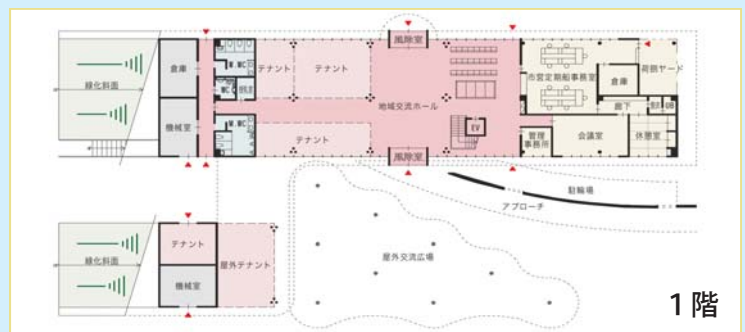 風除室
倉庫
W.WC
テナント
テナント
市営定期船事務室
倉庫
荷捌ヤード
緑化斜面
WC
地域交流ホール
廊下
機械室
M.WC
EV
管理
事務所
会議室
休憩室
テナント
風除室
駐輪場
アプローチ
テナント
屋外テナント
屋外交流広場
緑化斜面
機械室
1階